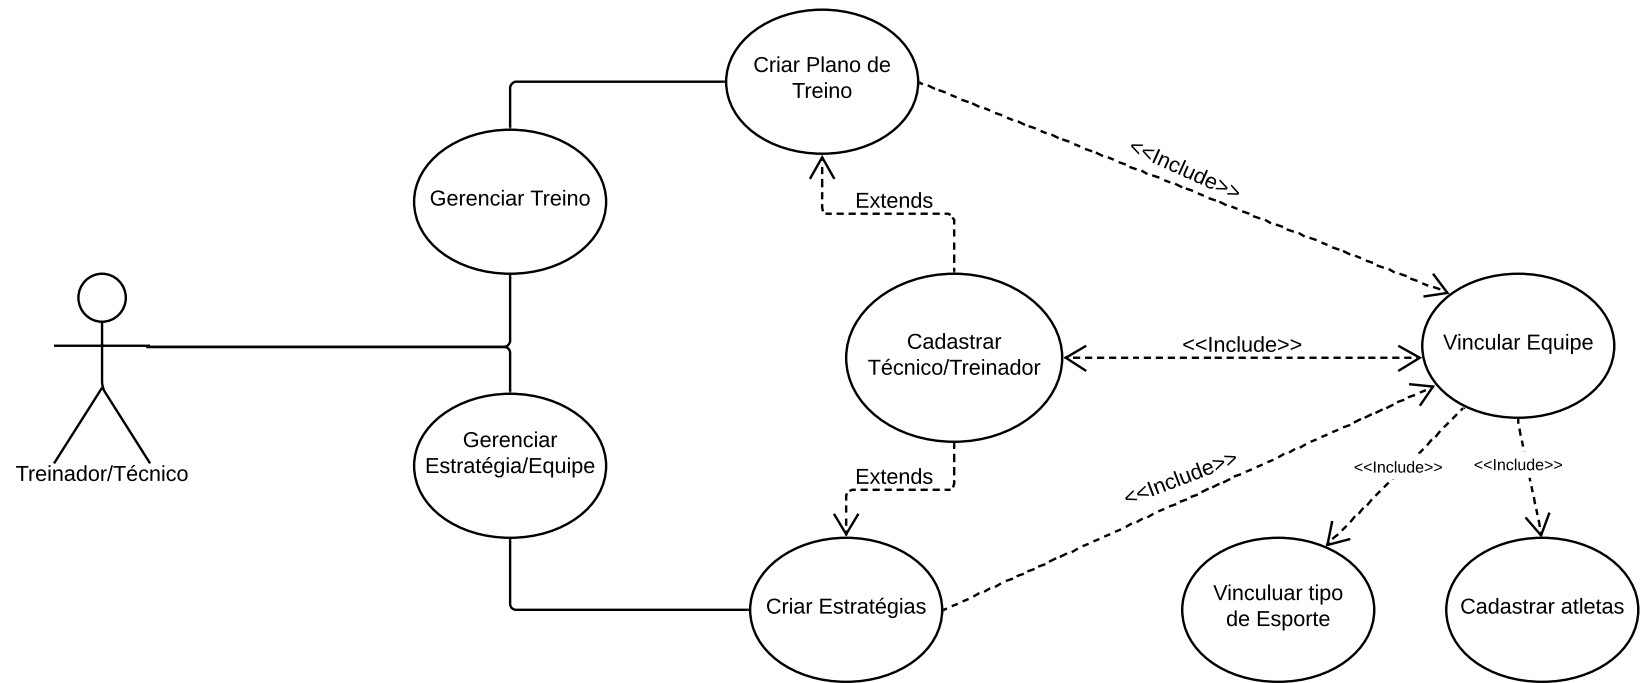 Criar Plano de
Treino
<<Include>>
Gerenciar Treino
Extends
Cadastrar
Técnico/Treinador
<<Include>>
Vincular Equipe
Gerenciar
Estratégia/Equipe
Treinador/Técnico
Extends
<<Include>>
<<Include>>
<<Include>>
Criar Estratégias
Vinculuar tipo
de Esporte
Cadastrar atletas